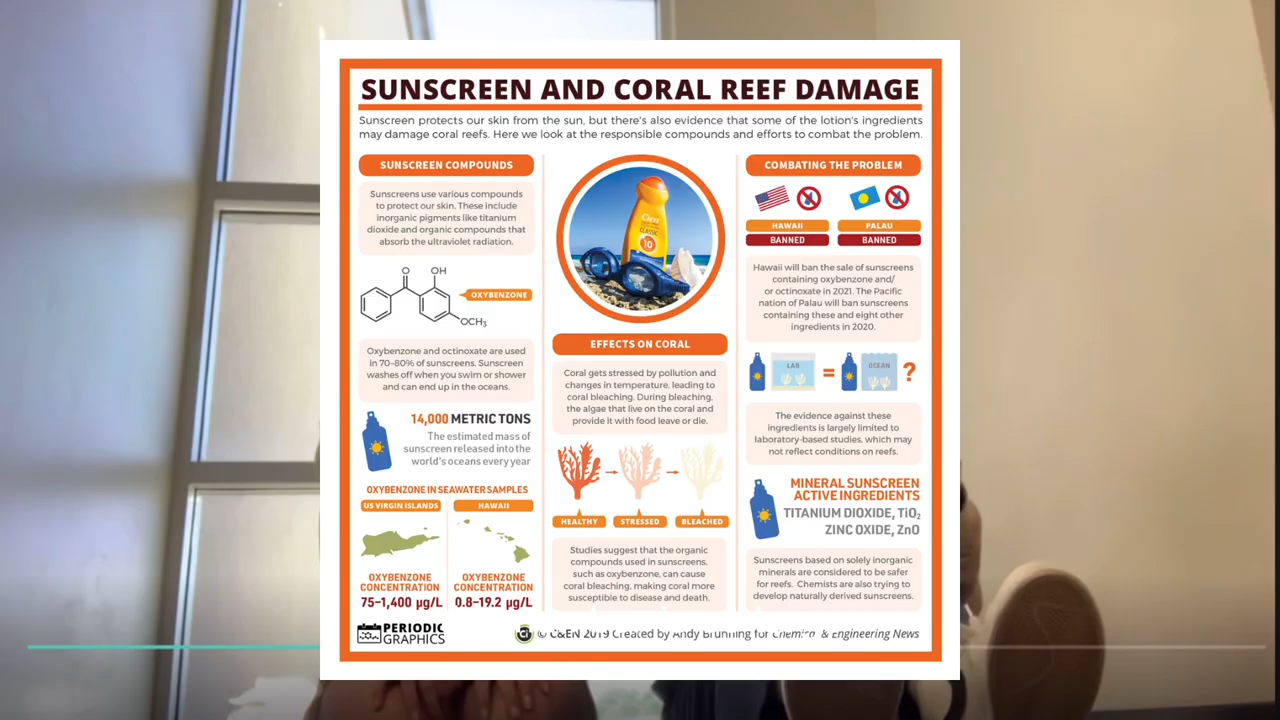 SUNSCREEN AND CORAL REEF DAMAGE
Sunscreen protects our skin from the sun, but there's also evidence that some of the lotion's ingredients
may damage coral reefs. Here we look at the responsible compounds and efforts to combat the problem.
SUNSCREEN COMPOUNDS
Sunscreens use various compounds
to protect our skin. These include
inorganic pigments like titanium
dioxide and organic compounds that
absorb the ultraviolet radiation.
O
OH
OXYBENZONE
OCH₃
Oxybenzone and octinoxate are used
in 70–80% of sunscreens. Sunscreen
washes off when you swim or shower
and can end up in the oceans.
14,000 METRIC TONS
The estimated mass of
sunscreen released into the
world's oceans every year
OXYBENZONE IN SEAWATER SAMPLES
US VIRGIN ISLANDS
HAWAII
OXYBENZONE
CONCENTRATION
75–1,400 µg/L
OXYBENZONE
CONCENTRATION
0.8–19.2 µg/L
CLASSIC
10
EFFECTS ON CORAL
Coral gets stressed by pollution and
changes in temperature, leading to
coral bleaching. During bleaching,
the algae that live on the coral and
provide it with food leave or die.
HEALTHY
STRESSED
BLEACHED
Studies suggest that the organic
compounds used in sunscreens,
such as oxybenzone, can cause
coral bleaching, making coral more
susceptible to disease and death.
COMBATING THE PROBLEM
HAWAII
BANNED
PALAU
BANNED
Hawaii will ban the sale of sunscreens
containing oxybenzone and/
or octinoxate in 2021. The Pacific
nation of Palau will ban sunscreens
containing these and eight other
ingredients in 2020.
LAB
=
OCEAN
?
The evidence against these
ingredients is largely limited to
laboratory-based studies, which may
not reflect conditions on reefs.
MINERAL SUNSCREEN
ACTIVE INGREDIENTS
TITANIUM DIOXIDE, TiO₂
ZINC OXIDE, ZnO
Sunscreens based on solely inorganic
minerals are considered to be safer
for reefs. Chemists are also trying to
develop naturally derived sunscreens.
PERIODIC
GRAPHICS
Ci © C&EN 2019 Created by Andy Brunning for Chemical & Engineering News